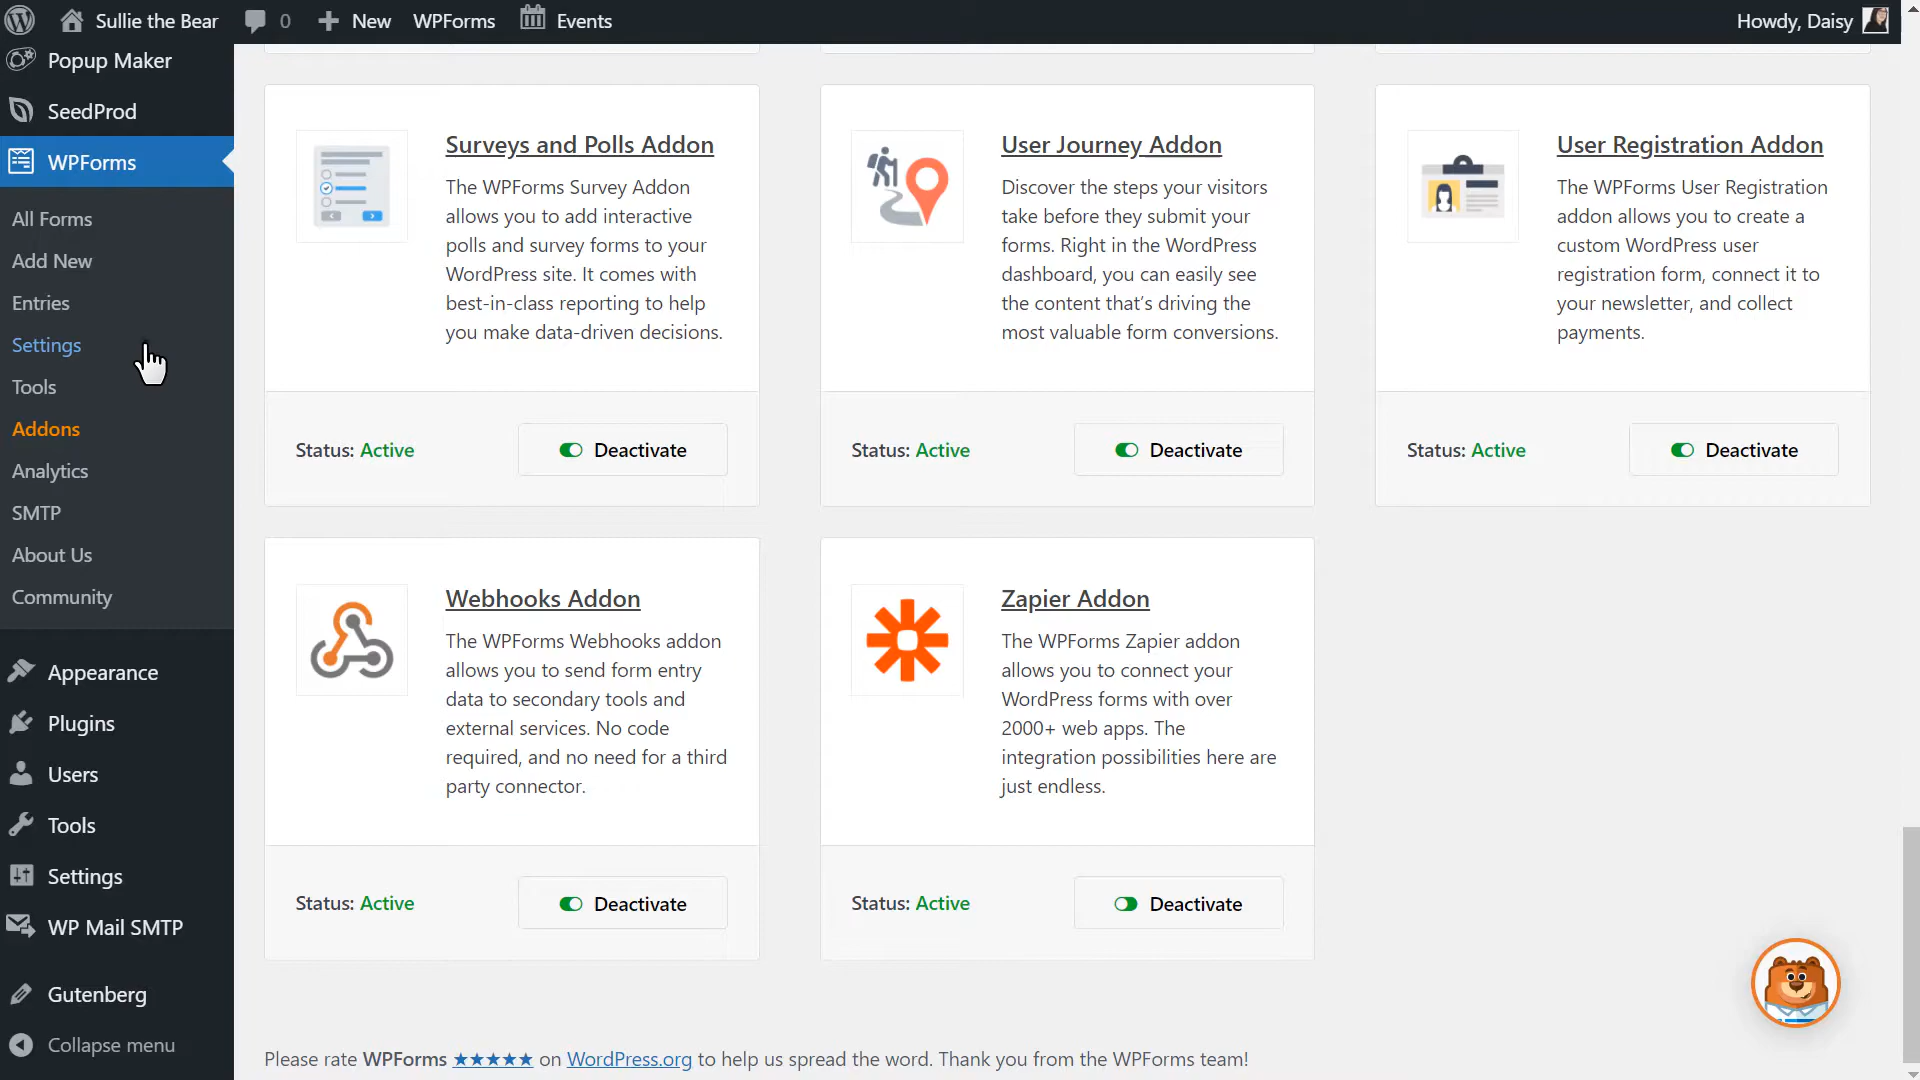 Sullie the Bear
0
New
WPForms
Events
Howdy, Daisy
Popup Maker
SeedProd
WPForms
All Forms
Add New
Entries
Settings
Tools
Addons
Analytics
SMTP
About Us
Community
Appearance
Plugins
Users
Tools
Settings
WP Mail SMTP
Gutenberg
Collapse menu
Surveys and Polls Addon
The WPForms Survey Addon
allows you to add interactive
polls and survey forms to your
WordPress site. It comes with
best-in-class reporting to help
you make data-driven decisions.
Status: Active
Deactivate
User Journey Addon
Discover the steps your visitors
take before they submit your
forms. Right in the WordPress
dashboard, you can easily see
the content that's driving the
most valuable form conversions.
Status: Active
Deactivate
User Registration Addon
The WPForms User Registration
addon allows you to create a
custom WordPress user
registration form, connect it to
your newsletter, and collect
payments.
Status: Active
Deactivate
Webhooks Addon
The WPForms Webhooks addon
allows you to send form entry
data to secondary tools and
external services. No code
required, and no need for a third
party connector.
Status: Active
Deactivate
Zapier Addon
The WPForms Zapier addon
allows you to connect your
WordPress forms with over
2000+ web apps. The
integration possibilities here are
just endless.
Status: Active
Deactivate
Please rate WPForms ★★★★★ on WordPress.org to help us spread the word. Thank you from the WPForms team!